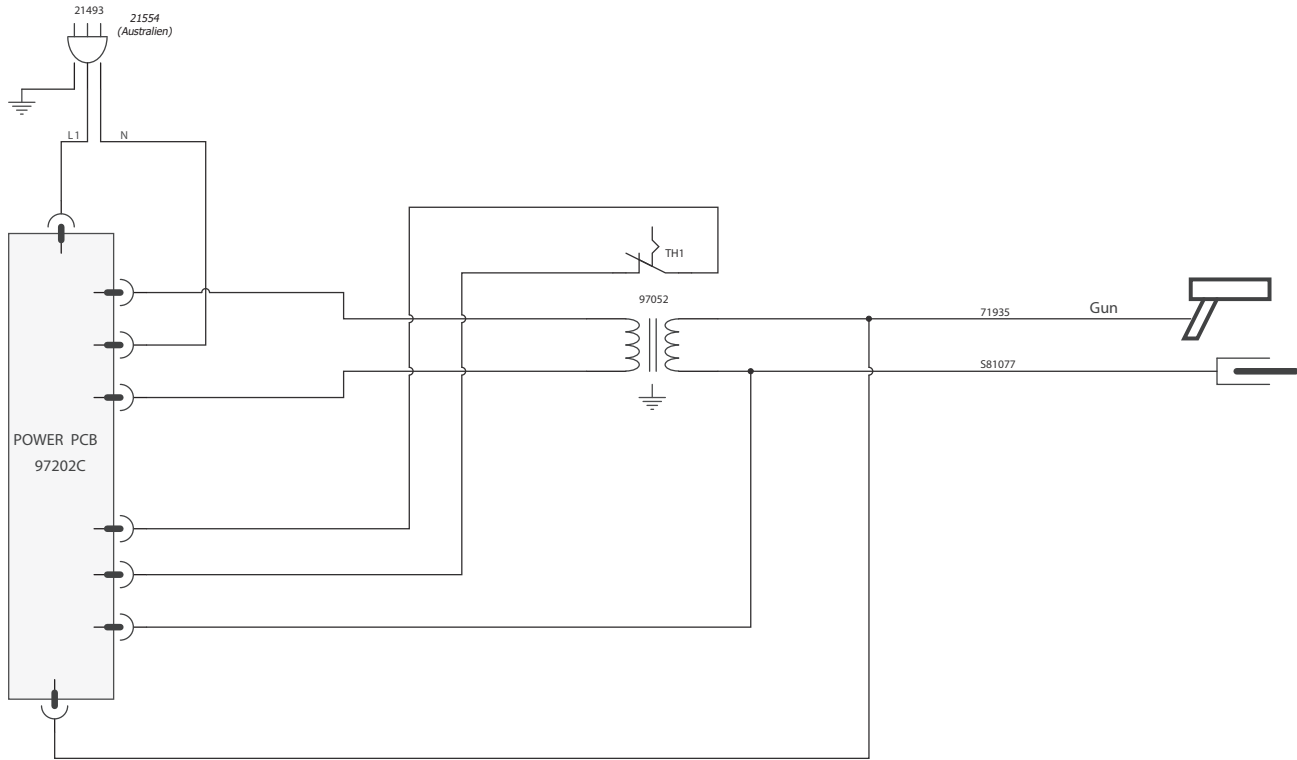 21493
21554
(Australien)
L1
N
TH1
97052
71935
Gun
S81077
POWER PCB
97202C